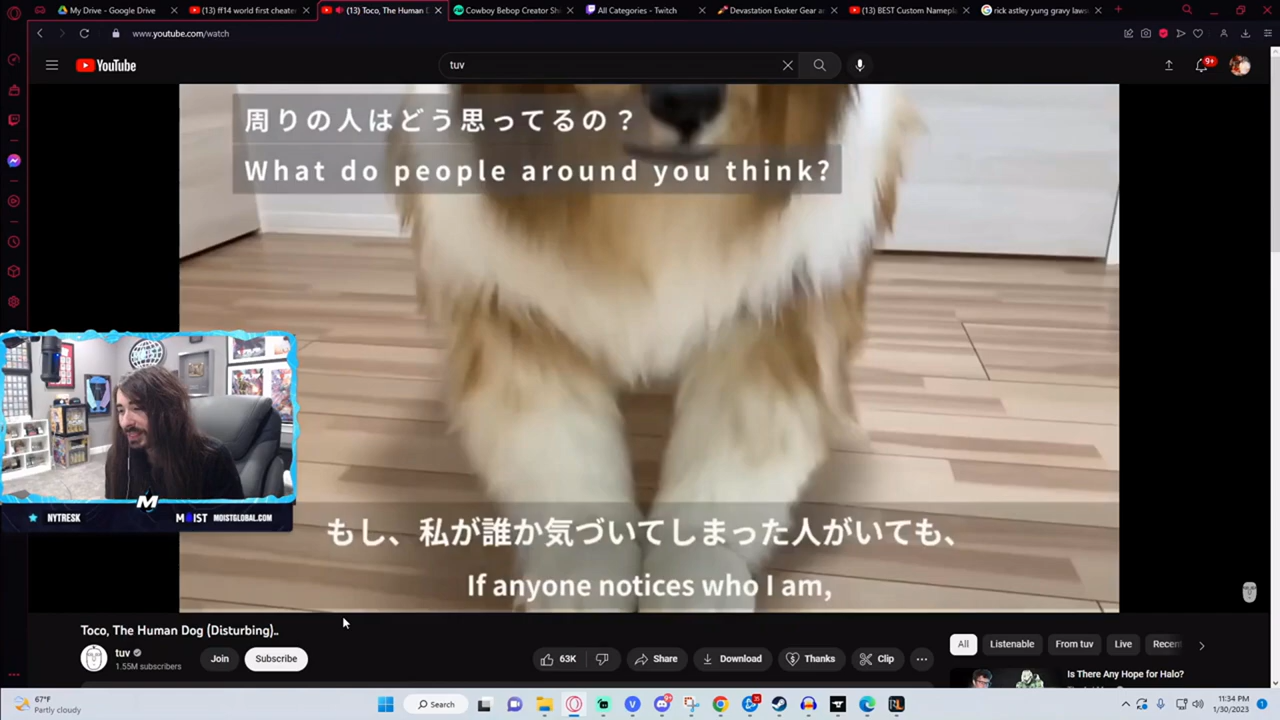 My Drive - Google Drive
(13) ff14 world first cheater
(13) Toco, The Human D
Cowboy Bebop Creator Sh
All Categories - Twitch
Devastation Evoker Gear a
(13) BEST Custom Namepl
rick astley yung gravy laws
www.youtube.com/watch
YouTube
tuv
9+
周りの人はどう思ってるの？
What do people around you think?
MOIST
NYTRESK
M
MOIST MOISTGLOBAL.COM
もし、私が誰か気づいてしまった人がいても、
If anyone notices who I am,
Toco, The Human Dog (Disturbing)..
tuv
1.55M subscribers
Join
Subscribe
63K
Share
Download
Thanks
Clip
All
Listenable
From tuv
Live
Recen
Is There Any Hope for Halo?
67°F
Partly cloudy
Search
11:34 PM
1/30/2023